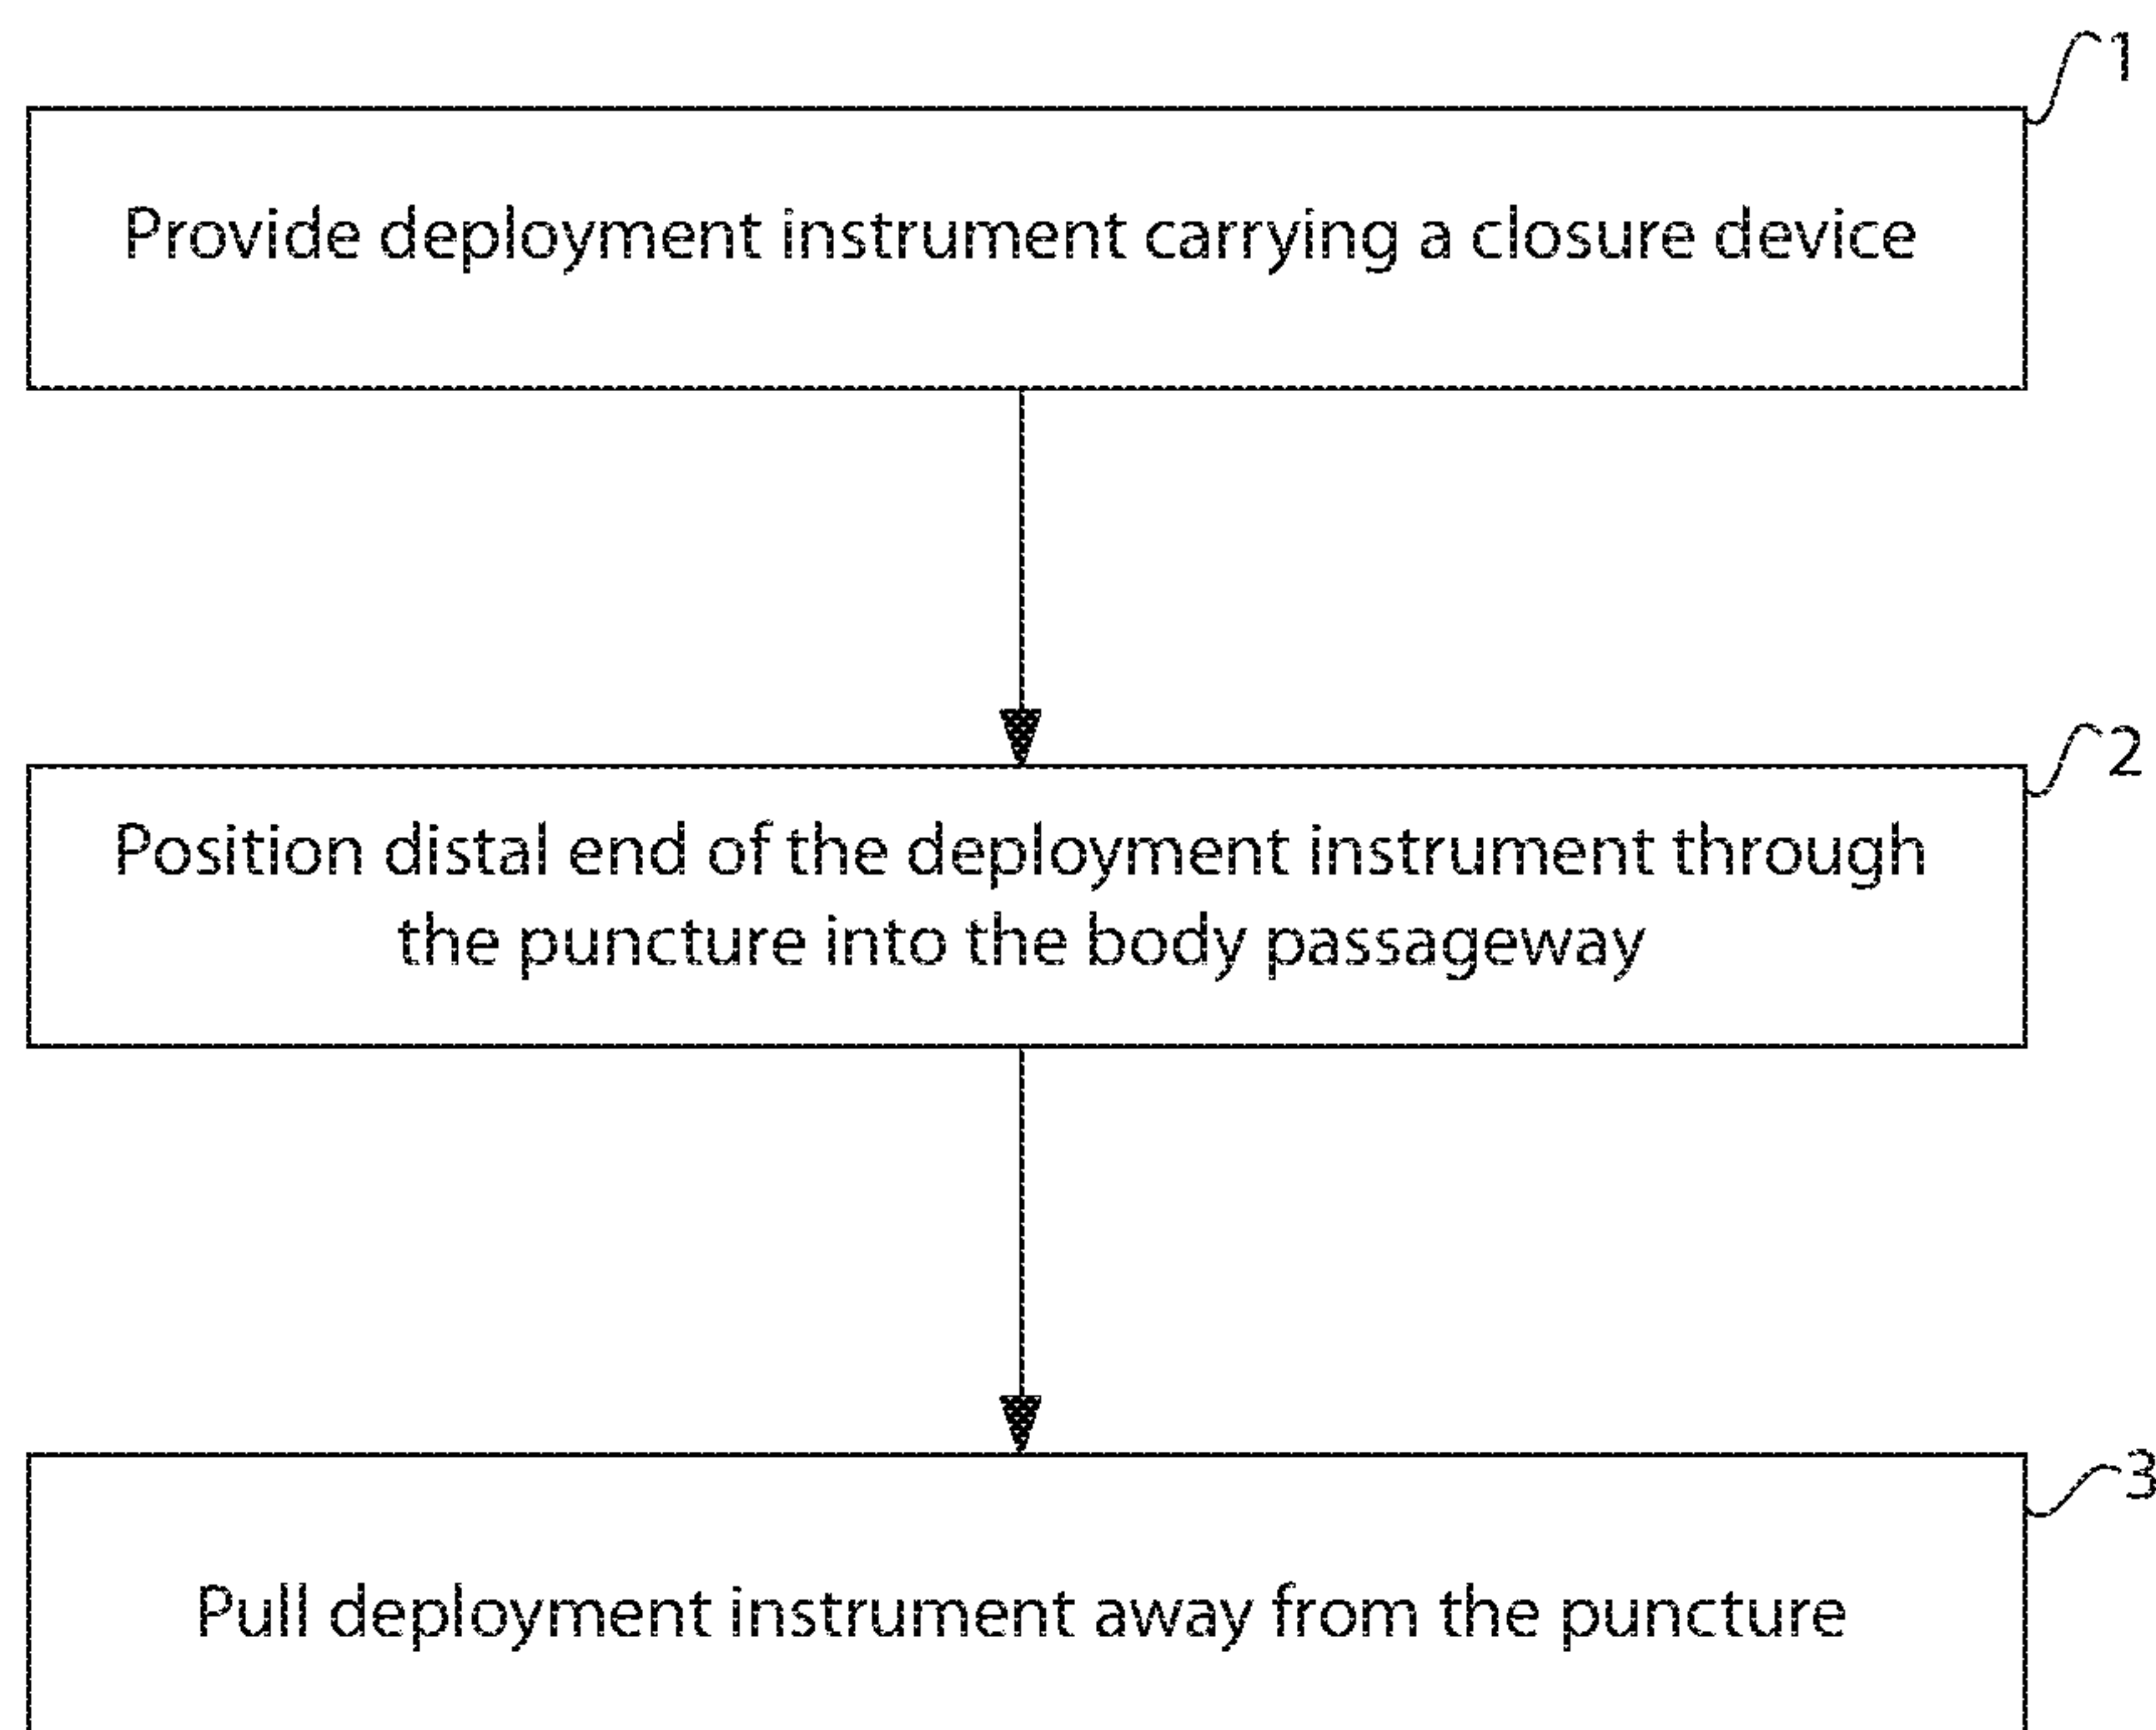 1
Provide deployment instrument carrying a closure device
2
Position distal end of the deployment instrument through
the puncture into the body passageway
3
Pull deployment instrument away from the puncture